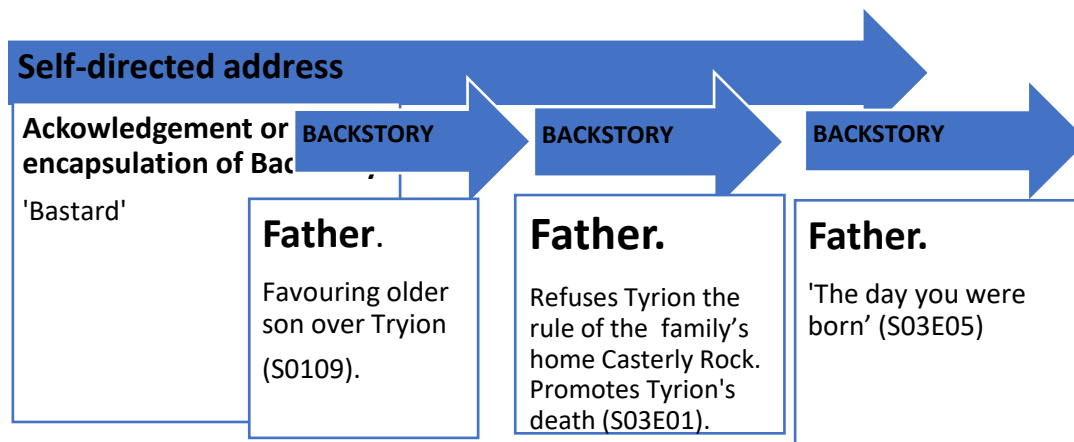 Self-directed address
Ackowledgement or
encapsulation of Bac
'Bastard'
BACKSTORY
Father.
Favouring older
son over Tryion
(S0109).
BACKSTORY
Father.
Refuses Tyrion the
rule of the family's
home Casterly Rock.
Promotes Tyrion's
death (S03E01).
BACKSTORY
Father.
'The day you were
born’ (S03E05)